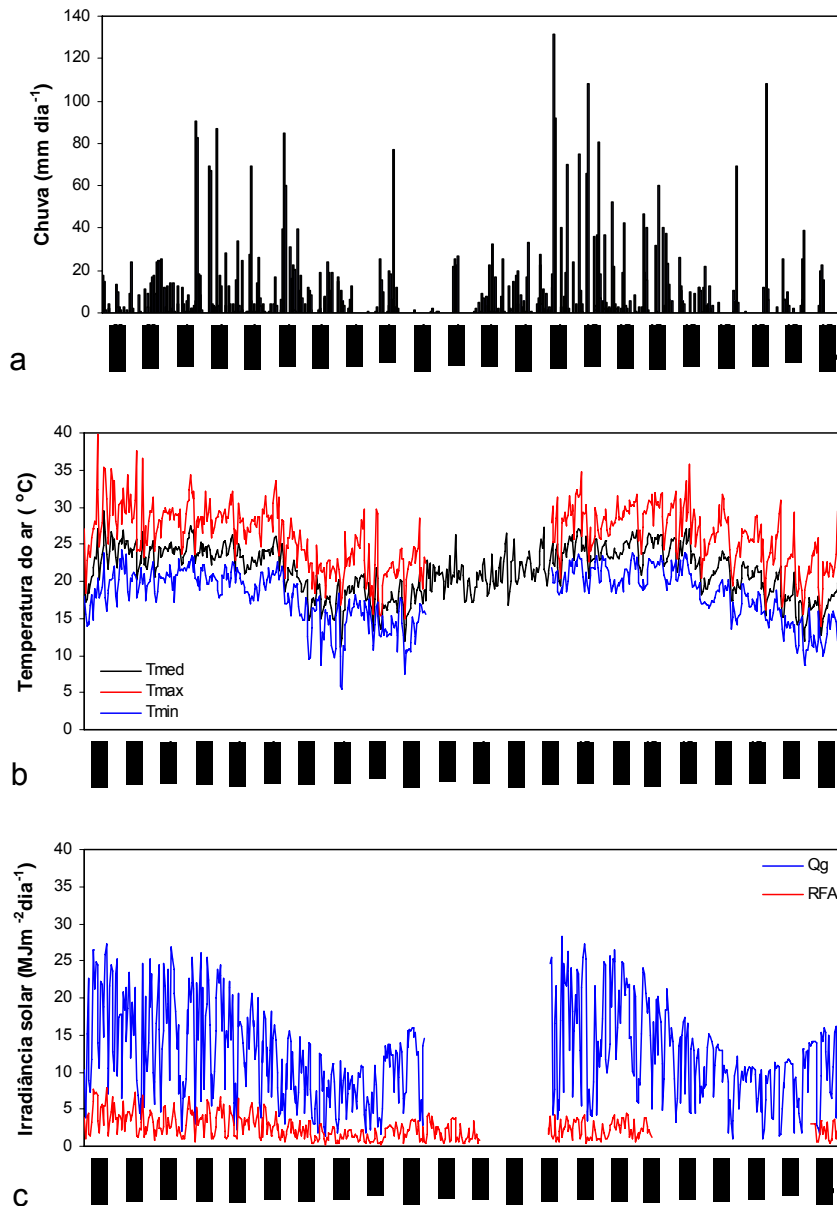 140
120
100
80
60
40
20
0
Chuva (mm dia⁻¹)
a
40
35
30
25
20
15
10
5
0
Temperatura do ar ( °C)
Tmed
Tmax
Tmin
b
40
35
30
25
20
15
10
5
0
Irradiância solar (MJm⁻²dia⁻¹)
Qg
RFA
c